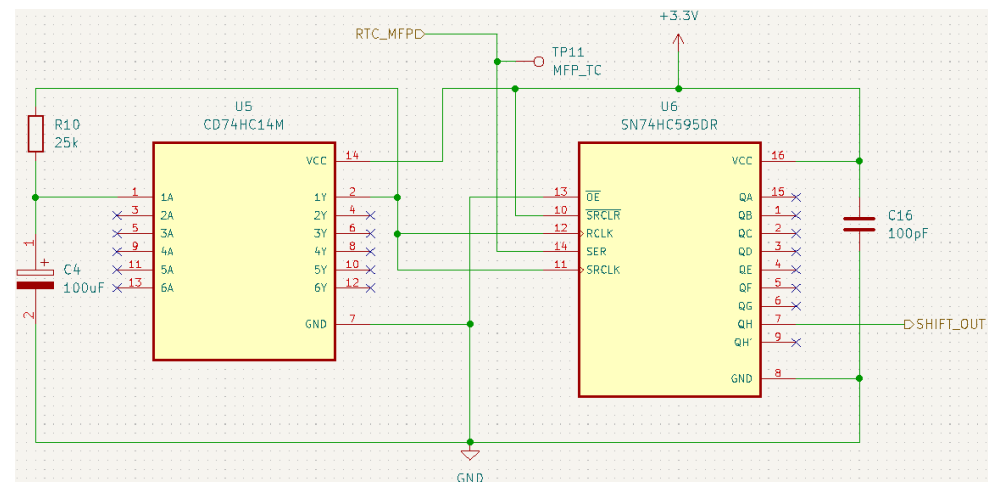 +3.3V
RTC_MFP
TP11
MFP_TC
U5
CD74HC14M
U6
SN74HC595DR
R10
25k
VCC
14
VCC
16
1
1A
1Y
2
13
OE
QA
15
3
2A
2Y
4
10
SRCLR
QB
1
5
3A
3Y
6
12
RCLK
QC
2
9
4A
4Y
8
14
SER
QD
3
11
5A
5Y
10
11
SRCLK
QE
4
13
6A
6Y
12
QF
5
QG
6
GND
7
QH
7
SHIFT_OUT
QH'
9
GND
8
1
+
C4
100uF
2
C16
100pF
GND